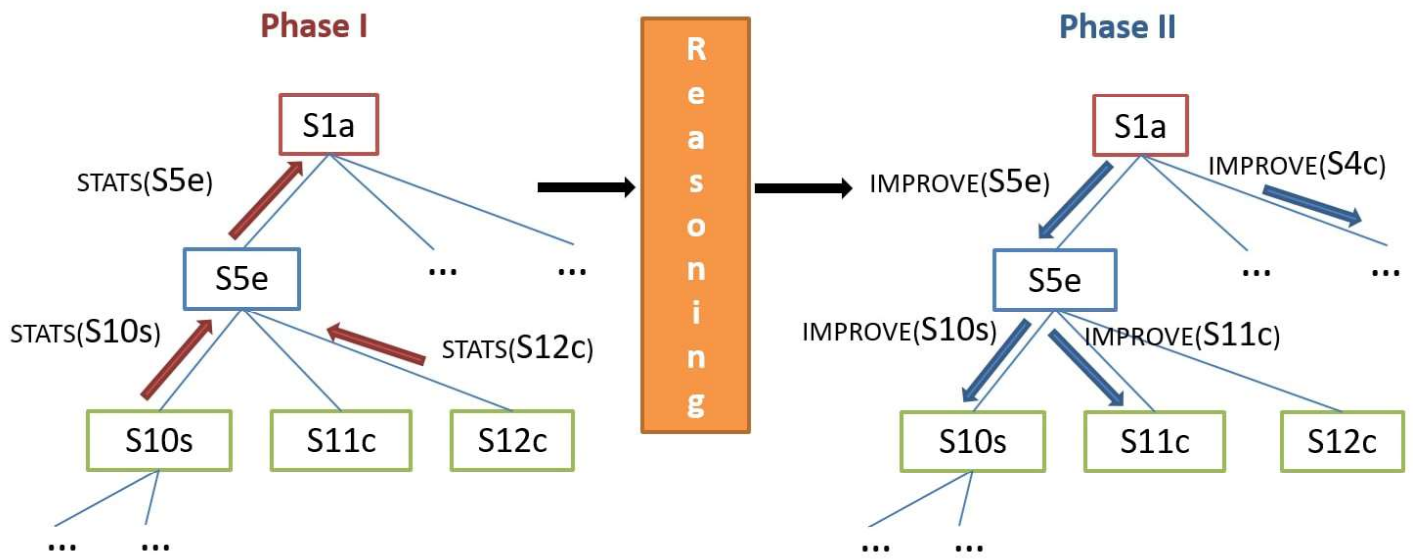 Phase I
S1a
STATS(S5e)
S5e
...
...
STATS(S10s)
STATS(S12c)
S10s
S11c
S12c
...
...
R
e
a
s
o
n
i
n
g
Phase II
S1a
IMPROVE(S5e)
IMPROVE(S4c)
S5e
...
...
IMPROVE(S10s)
IMPROVE(S11c)
S10s
S11c
S12c
...
...